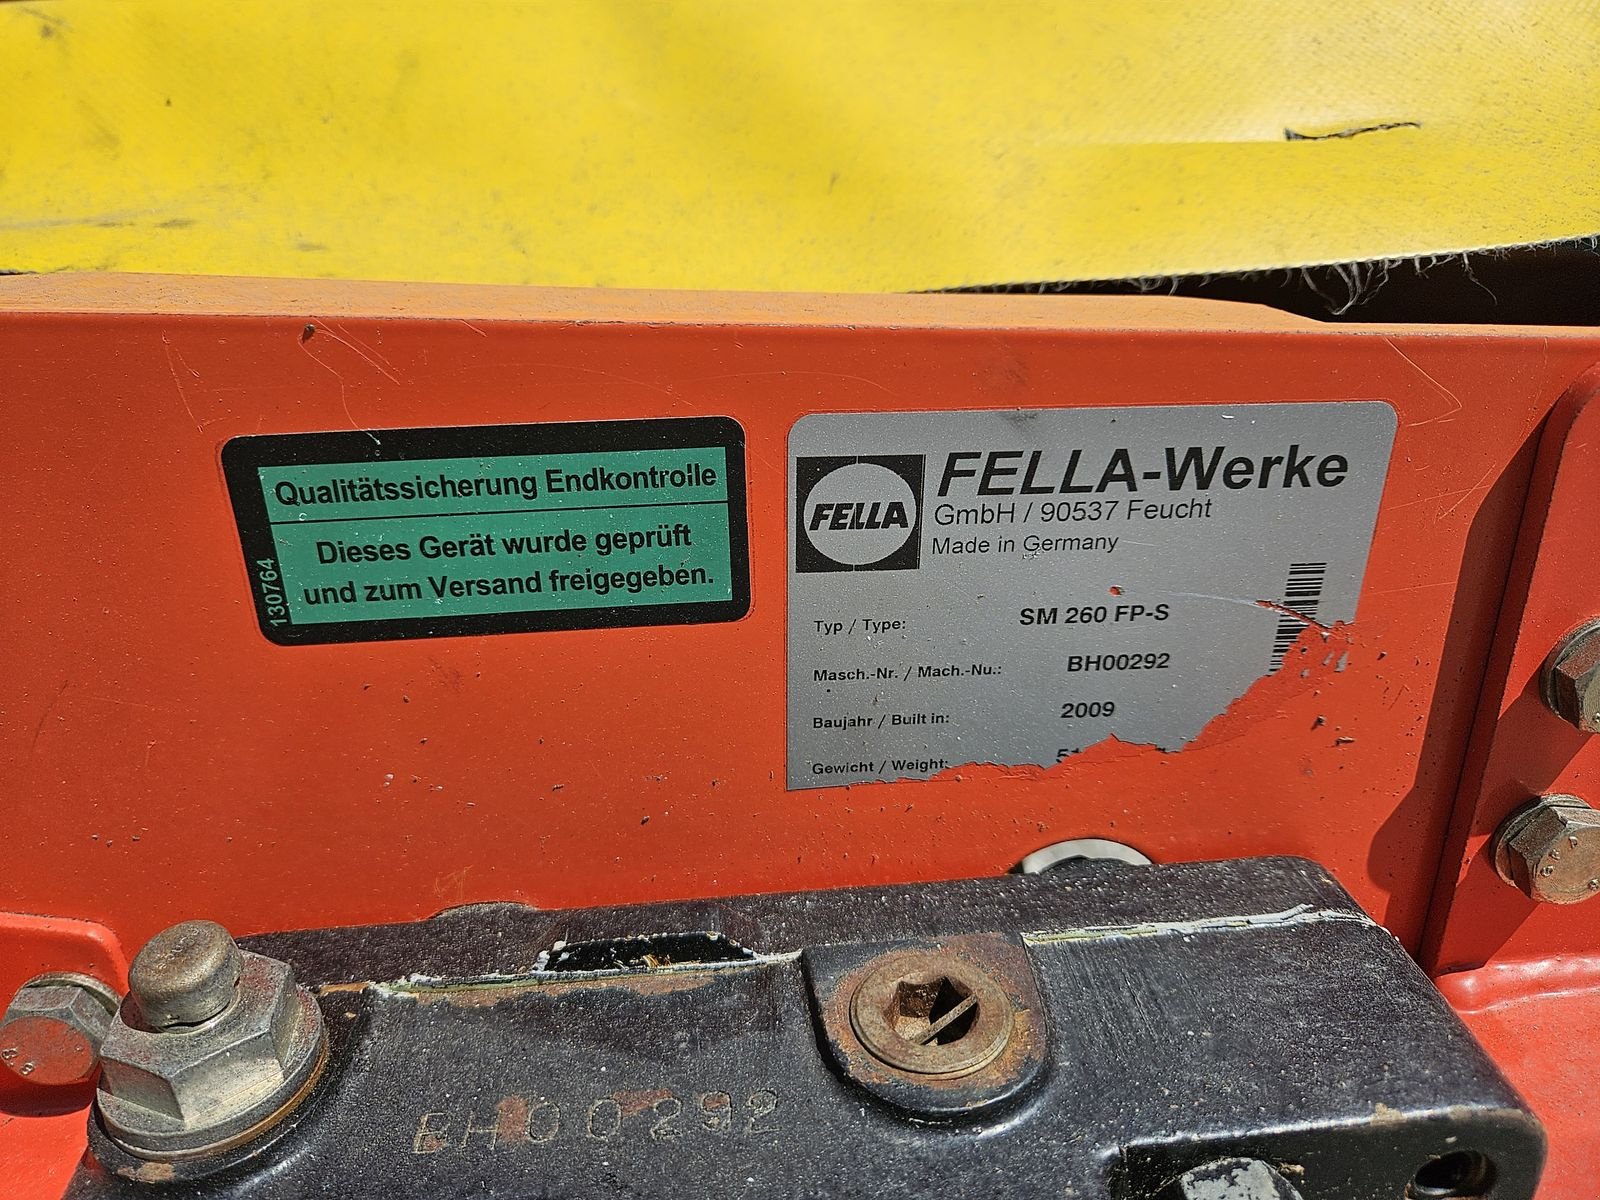 Qualitätssicherung Endkontrolle
Dieses Gerät wurde geprüft
und zum Versand freigegeben.
130764
FELLA
FELLA-Werke
GmbH / 90537 Feucht
Made in Germany
Typ / Type: SM 260 FP-S
Masch.-Nr. / Mach.-Nu.: BH00292
Baujahr / Built in: 2009
Gewicht / Weight:
BH00292